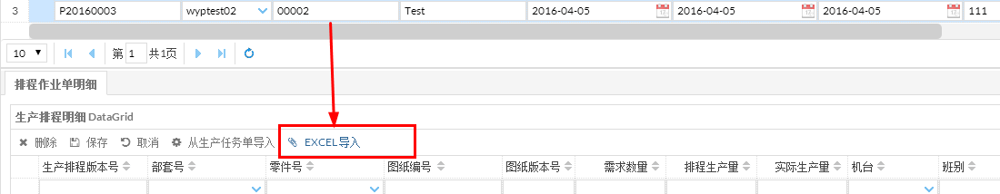 3 P20160003 wyptest02 00002 Test 2016-04-05 2016-04-05 2016-04-05 111
10 第 1 共1页
排程作业单明细
生产排程明细 DataGrid
删除 保存 取消 从生产任务单导入 EXCEL导入
生产排程版本号 部套号 零件号 图纸编号 图纸版本号 需求数量 排程生产量 实际生产量 机台 班别